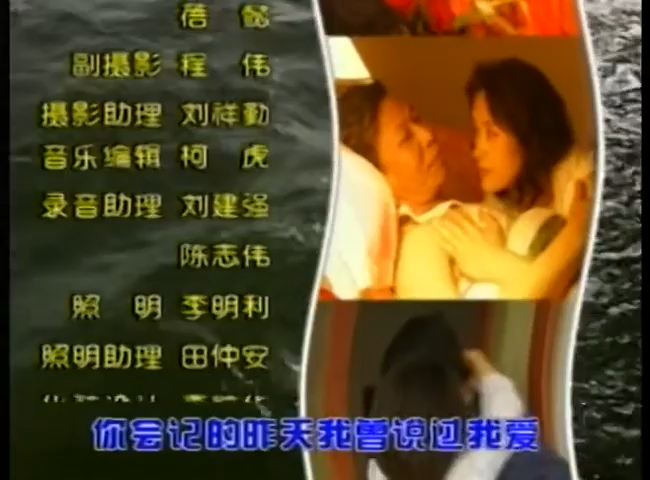 蓓 懿
副摄影 程 伟
摄影助理 刘祥勤
音乐编辑 柯 虎
录音助理 刘建强
陈志伟
照 明 李明利
照明助理 田仲安
你会记的昨天我曾说过我爱